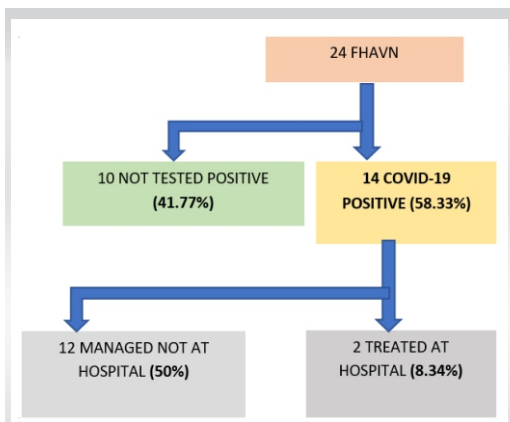 24 FHAVN
10 NOT TESTED POSITIVE
(41.77%)
14 COVID-19
POSITIVE (58.33%)
12 MANAGED NOT AT
HOSPITAL (50%)
2 TREATED AT
HOSPITAL (8.34%)